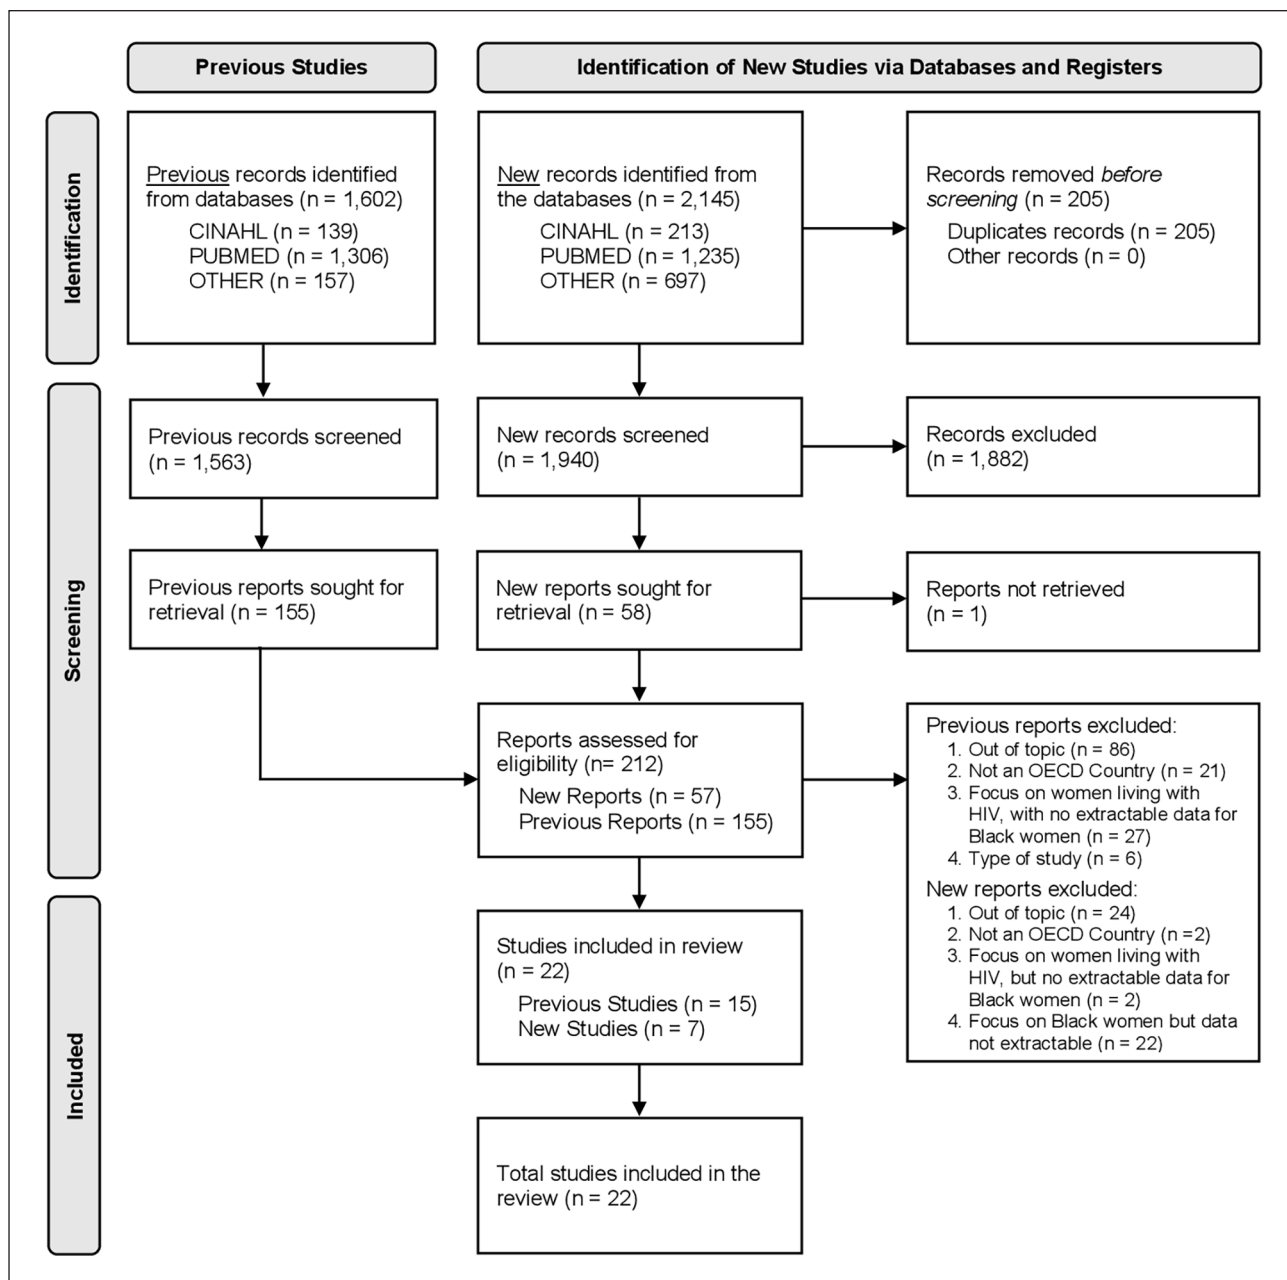 Previous Studies
Identification of New Studies via Databases and Registers
Identification
Previous records identified
from databases (n = 1,602)
CINAHL (n = 139)
PUBMED (n = 1,306)
OTHER (n = 157)
New records identified from
the databases (n = 2,145)
CINAHL (n = 213)
PUBMED (n = 1,235)
OTHER (n = 697)
Records removed before
screening (n = 205)
Duplicates records (n = 205)
Other records (n = 0)
Screening
Previous records screened
(n = 1,563)
New records screened
(n = 1,940)
Records excluded
(n = 1,882)
Previous reports sought for
retrieval (n = 155)
New reports sought for
retrieval (n = 58)
Reports not retrieved
(n = 1)
Reports assessed for
eligibility (n= 212)
New Reports (n = 57)
Previous Reports (n = 155)
Previous reports excluded:
1. Out of topic (n = 86)
2. Not an OECD Country (n = 21)
3. Focus on women living with
HIV, with no extractable data for
Black women (n = 27)
4. Type of study (n = 6)
New reports excluded:
1. Out of topic (n = 24)
2. Not an OECD Country (n =2)
3. Focus on women living with
HIV, but no extractable data for
Black women (n = 2)
4. Focus on Black women but data
not extractable (n = 22)
Included
Studies included in review
(n = 22)
Previous Studies (n = 15)
New Studies (n = 7)
Total studies included in the
review (n = 22)